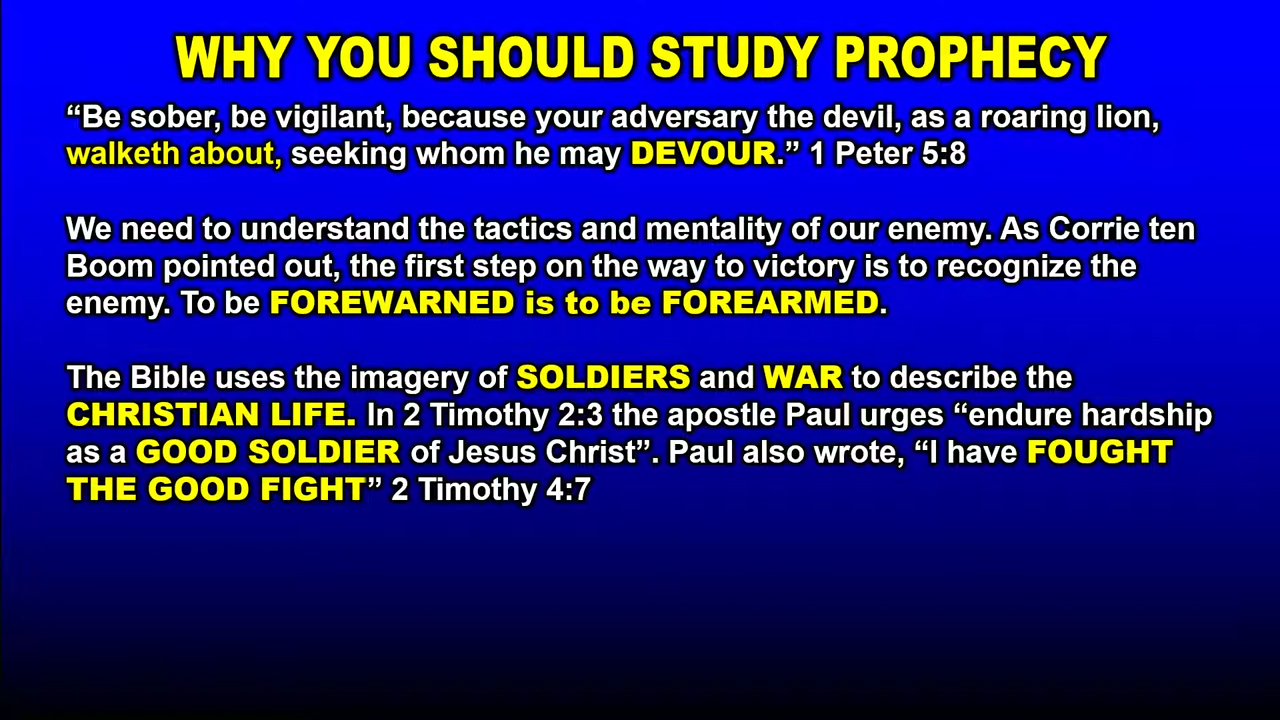 WHY YOU SHOULD STUDY PROPHECY
“Be sober, be vigilant, because your adversary the devil, as a roaring lion,
walketh about, seeking whom he may DEVOUR.” 1 Peter 5:8
We need to understand the tactics and mentality of our enemy. As Corrie ten
Boom pointed out, the first step on the way to victory is to recognize the
enemy. To be FOREWARNED is to be FOREARMED.
The Bible uses the imagery of SOLDIERS and WAR to describe the
CHRISTIAN LIFE. In 2 Timothy 2:3 the apostle Paul urges “endure hardship
as a GOOD SOLDIER of Jesus Christ”. Paul also wrote, “I have FOUGHT
THE GOOD FIGHT” 2 Timothy 4:7